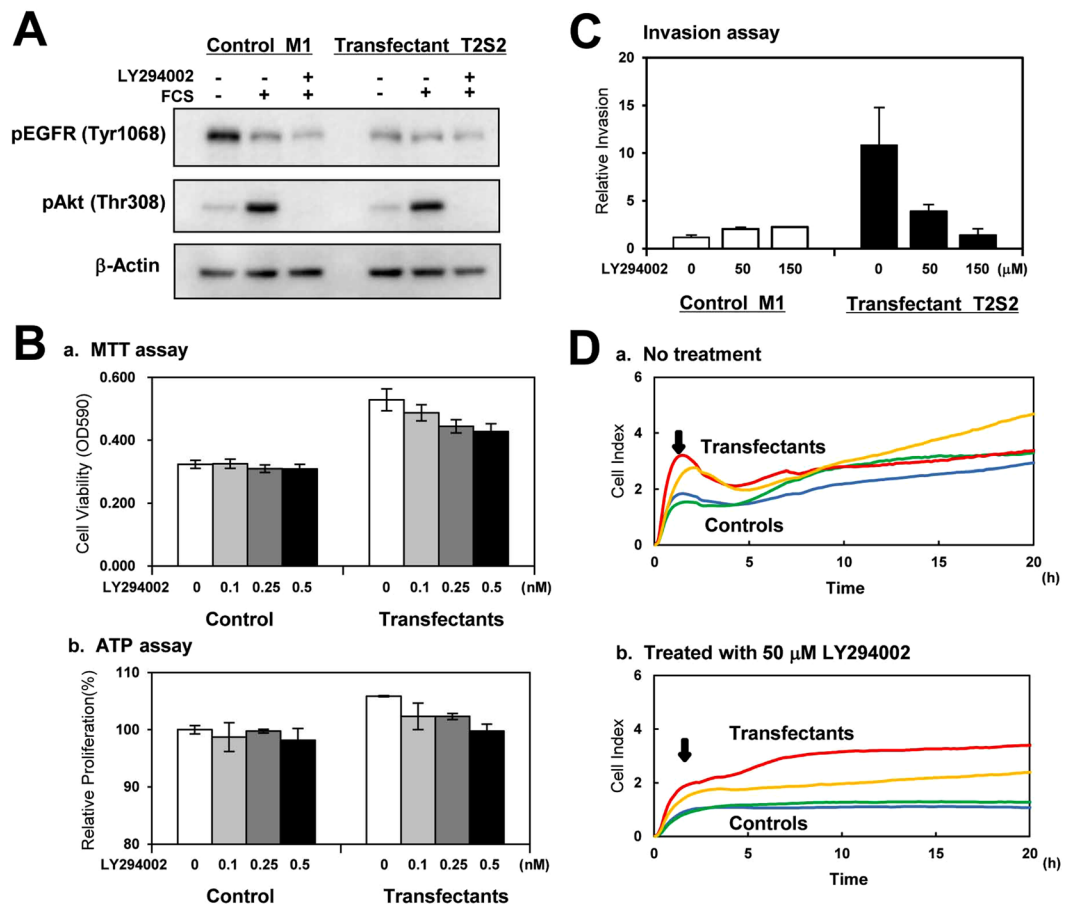 A
Control M1 Transfectant T2S2
LY294002 - - + - - +
FCS - + + - + +
pEGFR (Tyr1068)
pAkt (Thr308)
β-Actin
B
a. MTT assay
Cell Viability (OD590)
0.600
0.400
0.200
0.000
LY294002 0 0.1 0.25 0.5 0 0.1 0.25 0.5 (nM)
Control Transfectants
b. ATP assay
Relative Proliferation(%)
110
100
90
80
LY294002 0 0.1 0.25 0.5 0 0.1 0.25 0.5 (nM)
Control Transfectants
C
Invasion assay
Relative Invasion
20
15
10
5
0
LY294002 0 50 150 0 50 150 (μM)
Control M1 Transfectant T2S2
D
a. No treatment
Cell Index
6
4
2
0
Transfectants
Controls
0 5 10 15 20
(h)
Time
b. Treated with 50 μM LY294002
Cell Index
6
4
2
0
Transfectants
Controls
0 5 10 15 20
(h)
Time